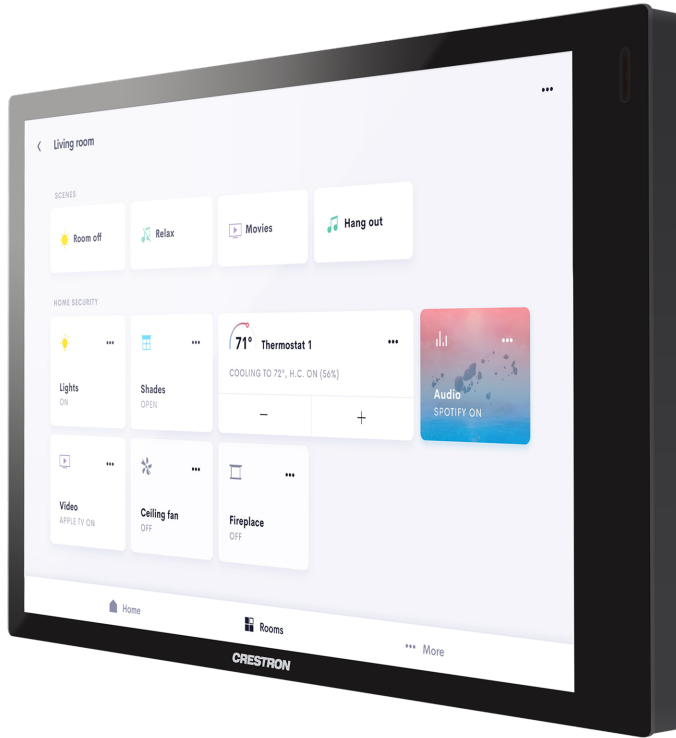 Living room
SCENES
Room off
Relax
Movies
Hang out
HOME SECURITY
Lights
ON
Shades
OPEN
71° Thermostat 1
COOLING TO 72°, H.C. ON (56%)
Audio
SPOTIFY ON
Video
APPLE TV ON
Ceiling fan
OFF
Fireplace
OFF
Home
Rooms
More
CRESTRON